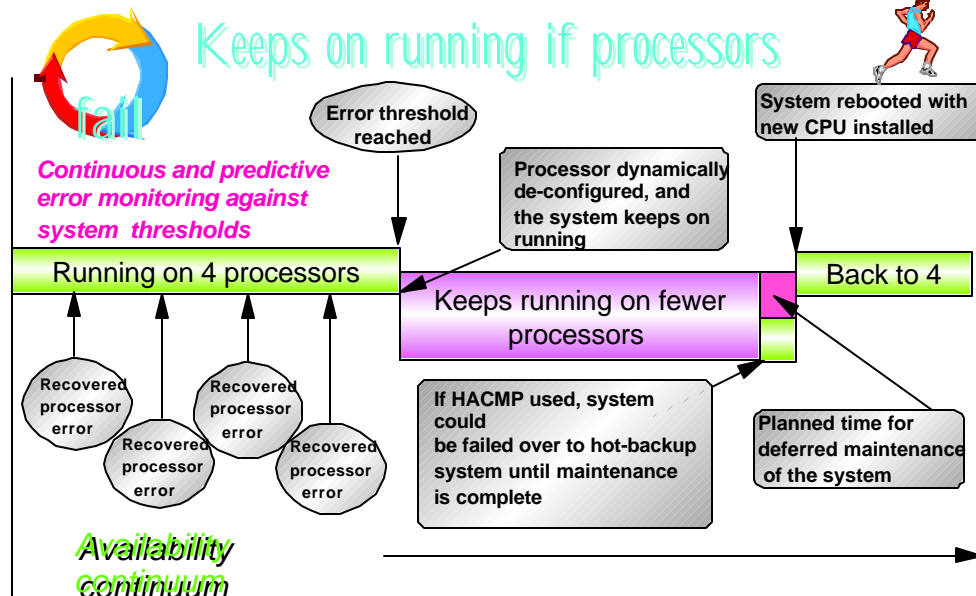 Keeps on running if processors
fail
Error threshold
reached
System rebooted with
new CPU installed
Continuous and predictive
error monitoring against
system thresholds
Processor dynamically
de-configured, and
the system keeps on
running
Running on 4 processors
Keeps running on fewer
processors
Back to 4
Recovered
processor
error
Recovered
processor
error
Recovered
processor
error
Recovered
processor
error
If HACMP used, system
could
be failed over to hot-backup
system until maintenance
is complete
Planned time for
deferred maintenance
of the system
Availability
continuum